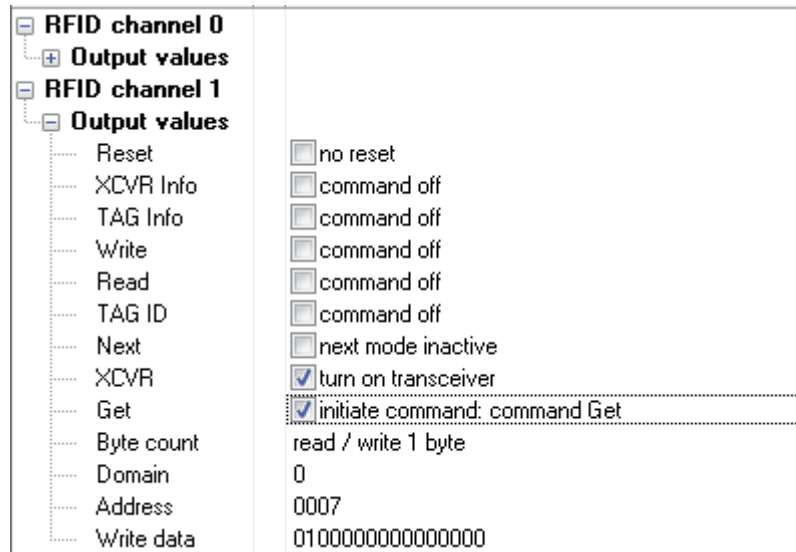 RFID channel 0
Output values
RFID channel 1
Output values
Reset no reset
XCVR Info command off
TAG Info command off
Write command off
Read command off
TAG ID command off
Next next mode inactive
XCVR turn on transceiver
Get initiate command: command Get
Byte count read / write 1 byte
Domain 0
Address 0007
Write data 0100000000000000